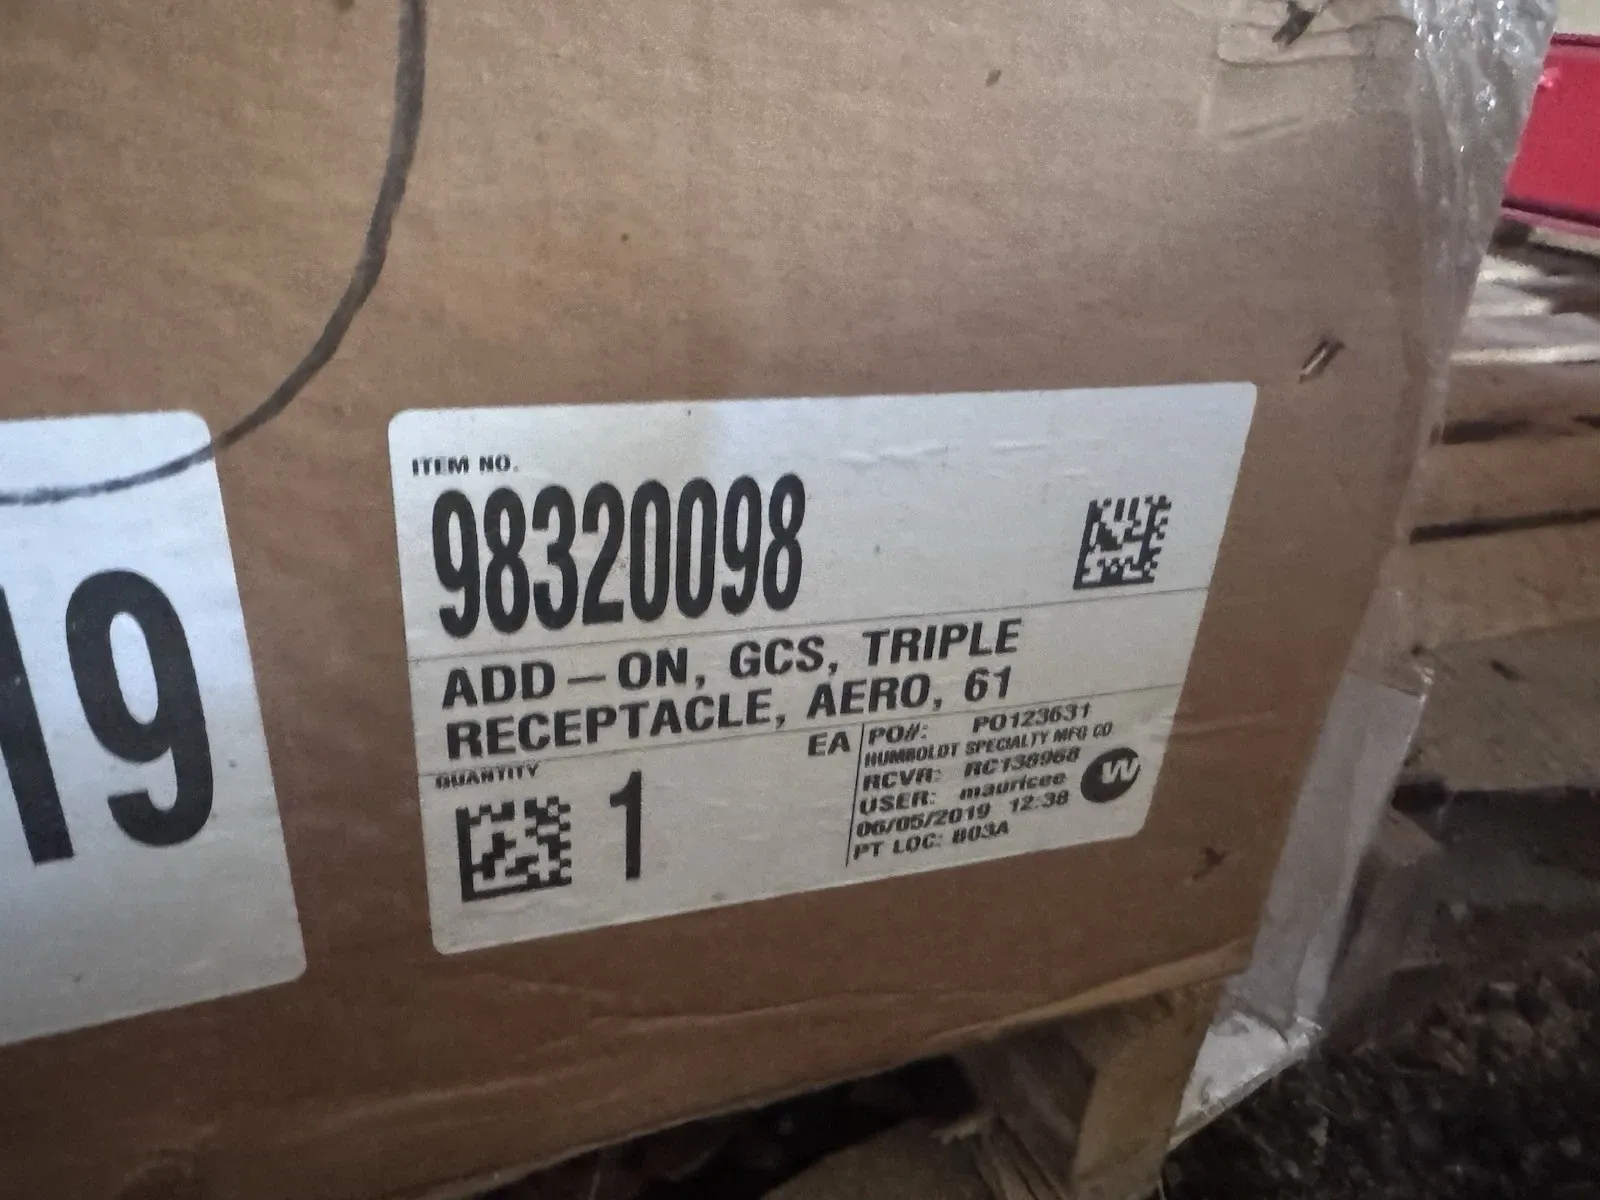 19
ITEM NO.
98320098
ADD-ON, GCS, TRIPLE
RECEPTACLE, AERO, 61
EA
QUANTITY
1
PO#: PO123631
HUMBOLDT SPECIALTY MFG CO
RCVR: RC138968
USER: mauricee
06/05/2019 12:38
PT LOC: B03A
W